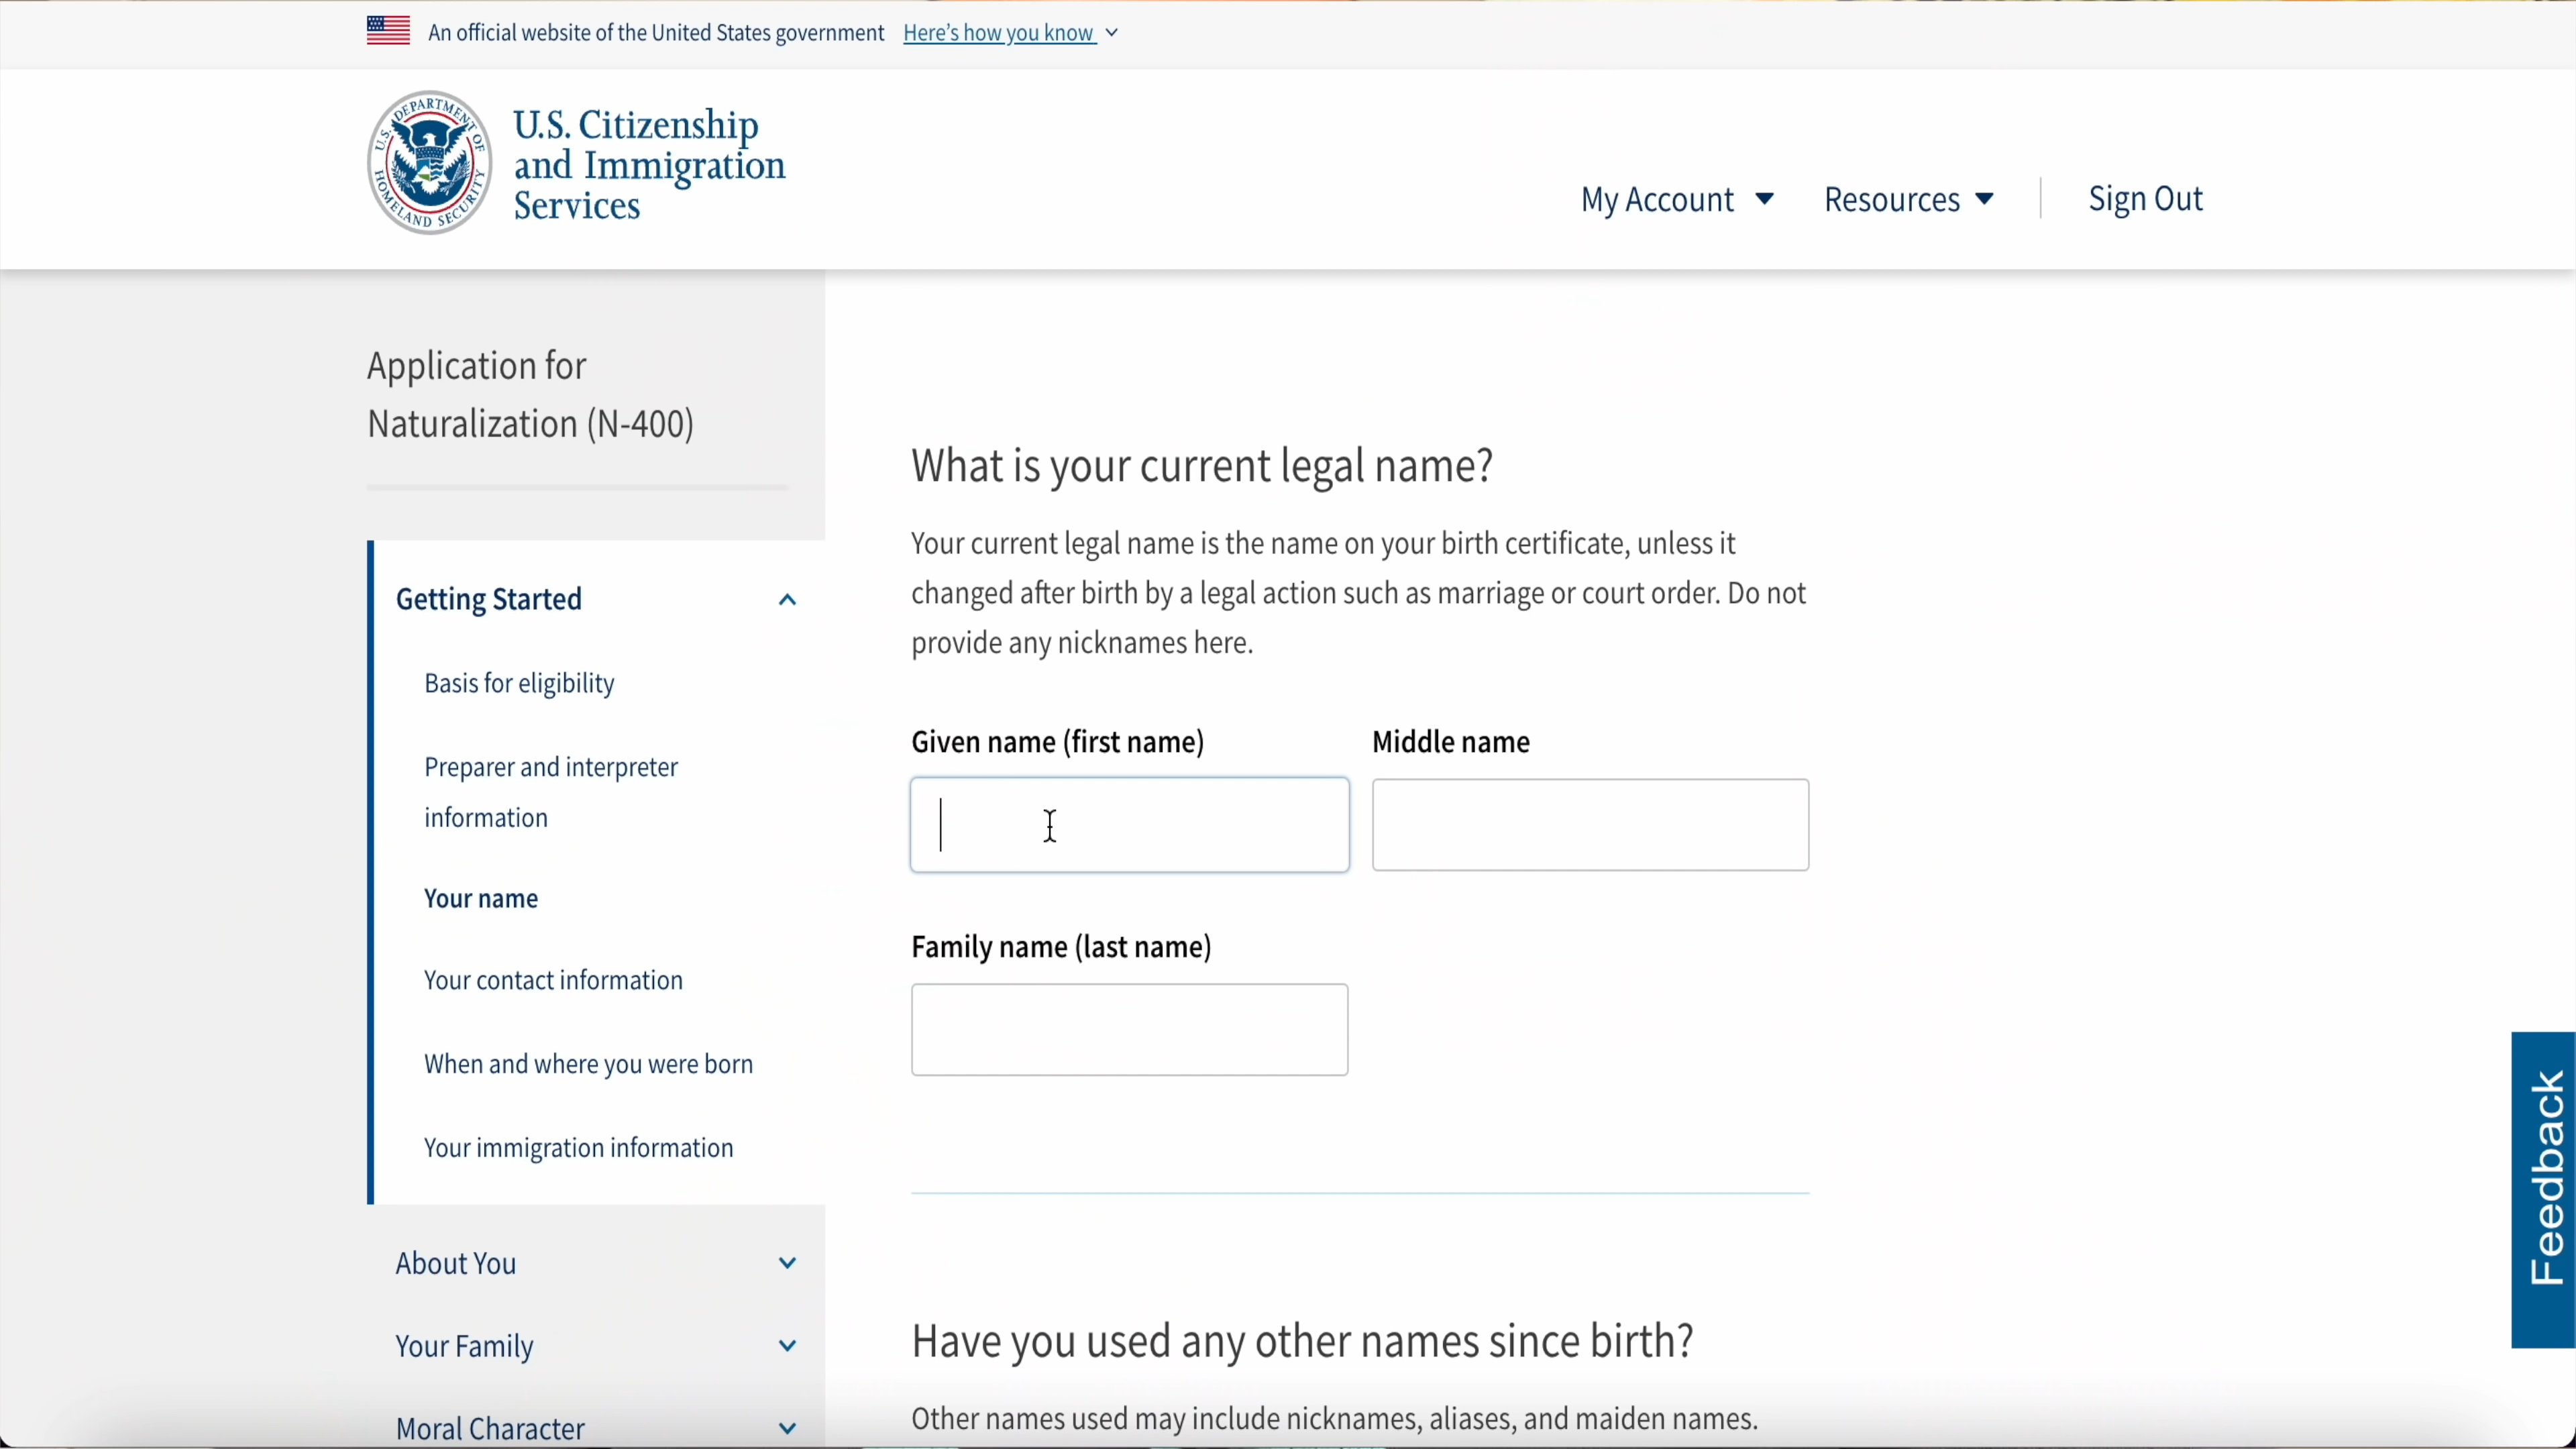 An official website of the United States government Here’s how you know
U.S. DEPARTMENT OF HOMELAND SECURITY
U.S. Citizenship
and Immigration
Services
My Account
Resources
Sign Out
Application for
Naturalization (N-400)
Getting Started
Basis for eligibility
Preparer and interpreter
information
Your name
Your contact information
When and where you were born
Your immigration information
About You
Your Family
Moral Character
What is your current legal name?
Your current legal name is the name on your birth certificate, unless it
changed after birth by a legal action such as marriage or court order. Do not
provide any nicknames here.
Given name (first name)
Middle name
Family name (last name)
Have you used any other names since birth?
Other names used may include nicknames, aliases, and maiden names.
Feedback